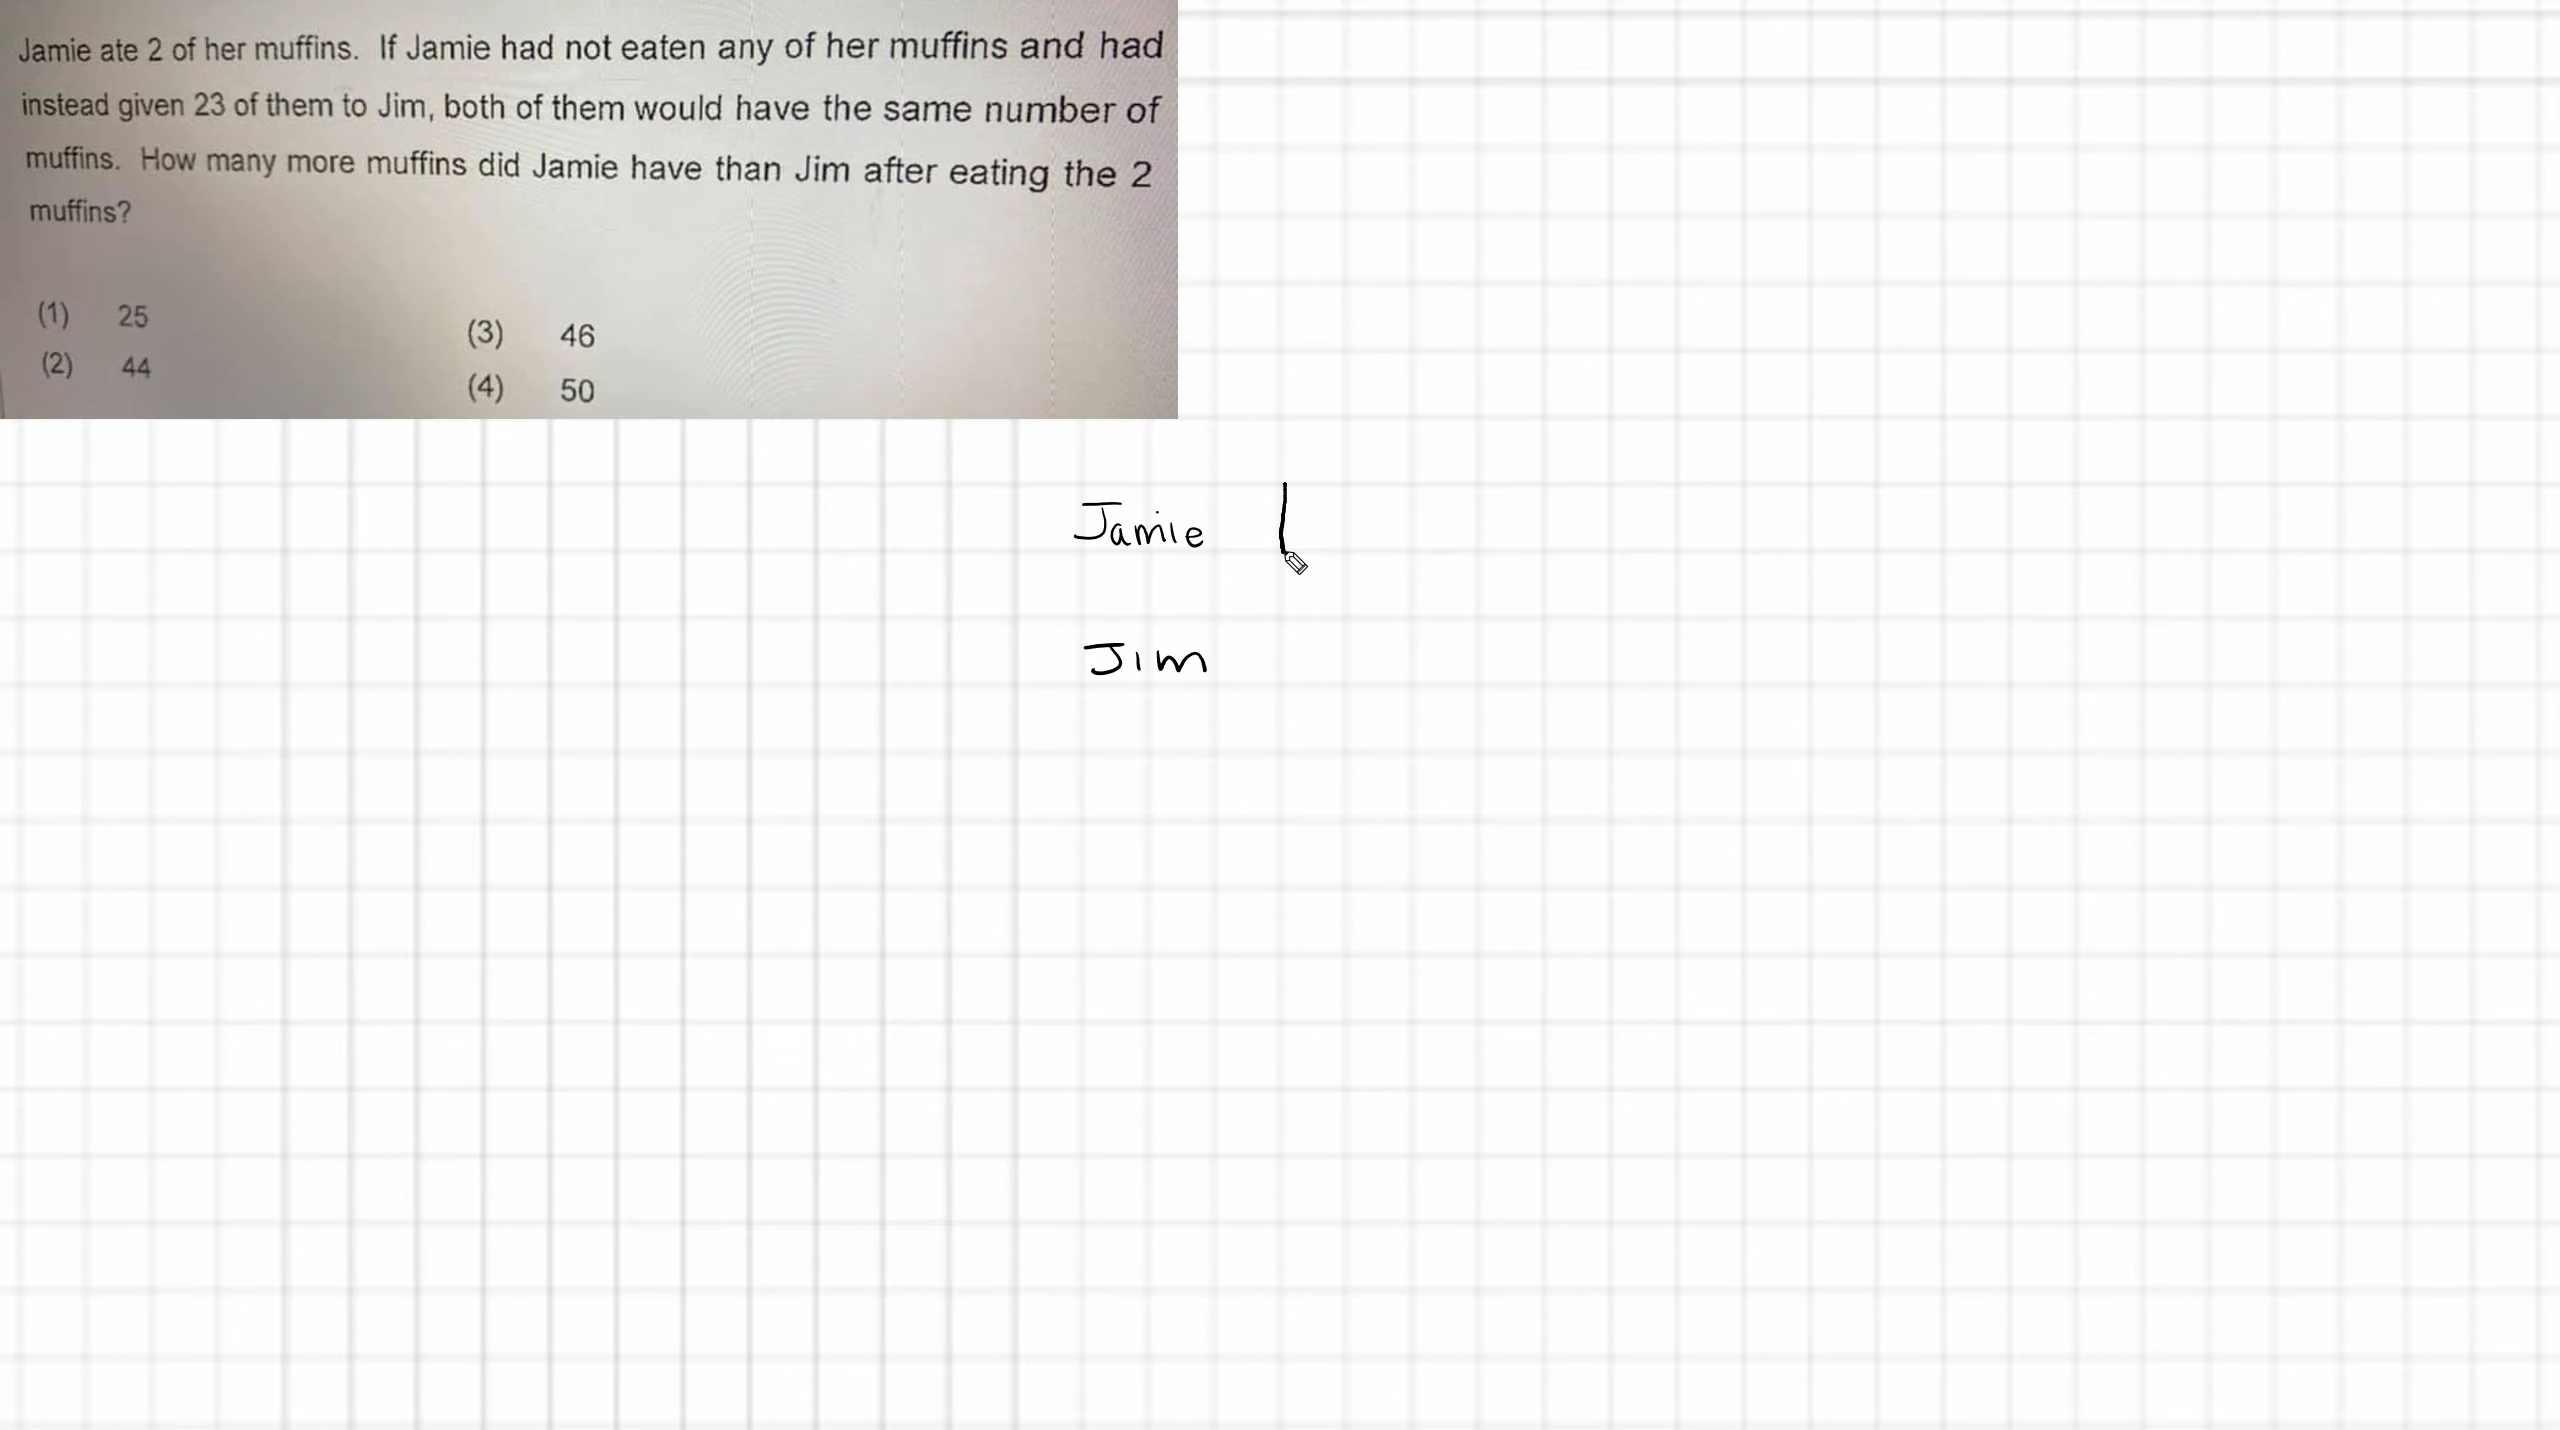 Jamie ate 2 of her muffins. If Jamie had not eaten any of her muffins and had
instead given 23 of them to Jim, both of them would have the same number of
muffins. How many more muffins did Jamie have than Jim after eating the 2
muffins?
(1) 25
(2) 44
(3) 46
(4) 50
Jamie
Jim